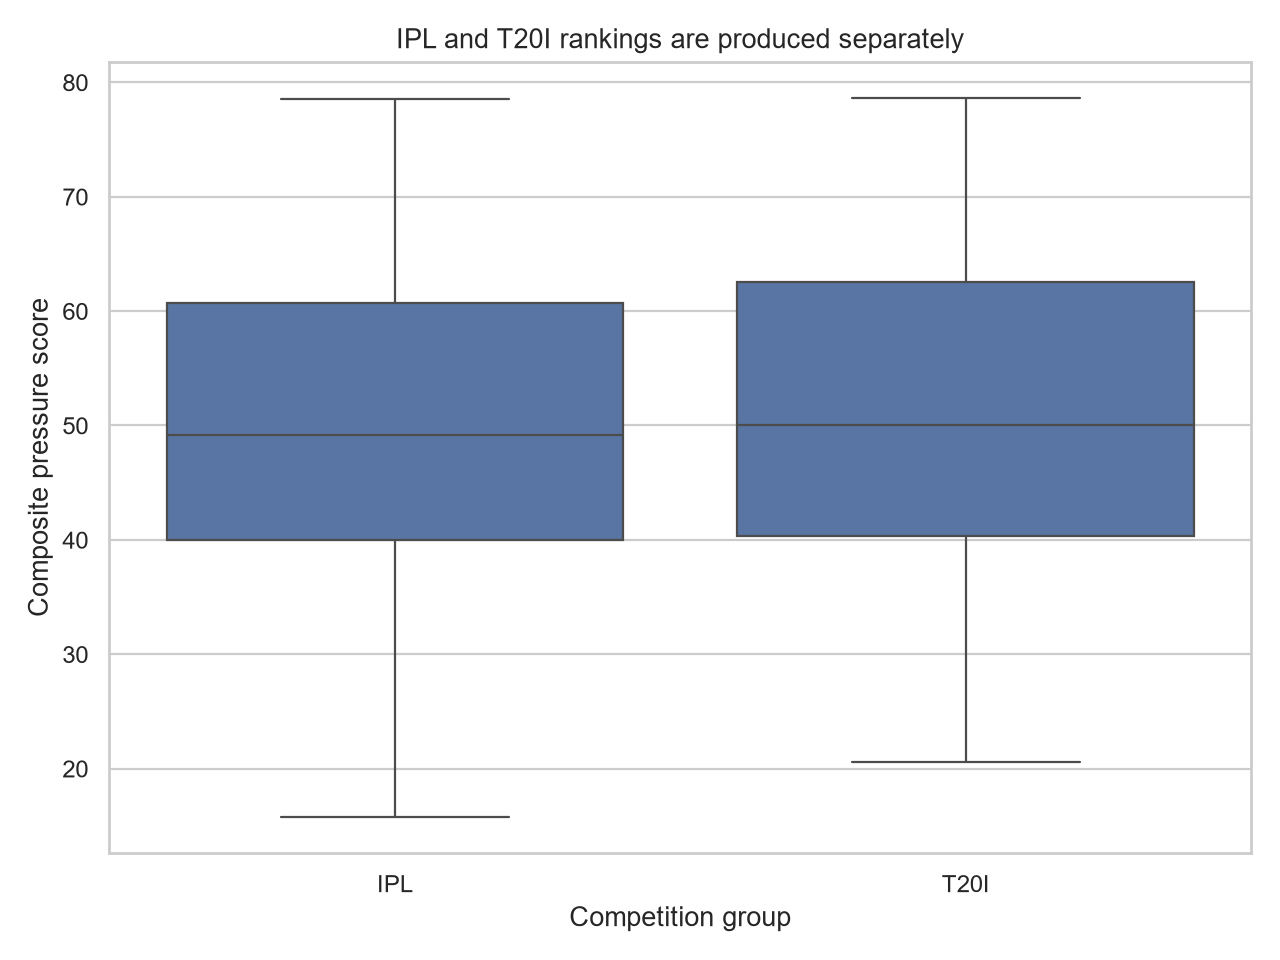 IPL and T20I rankings are produced separately
Composite pressure score
80
70
60
50
40
30
20
IPL
T20I
Competition group